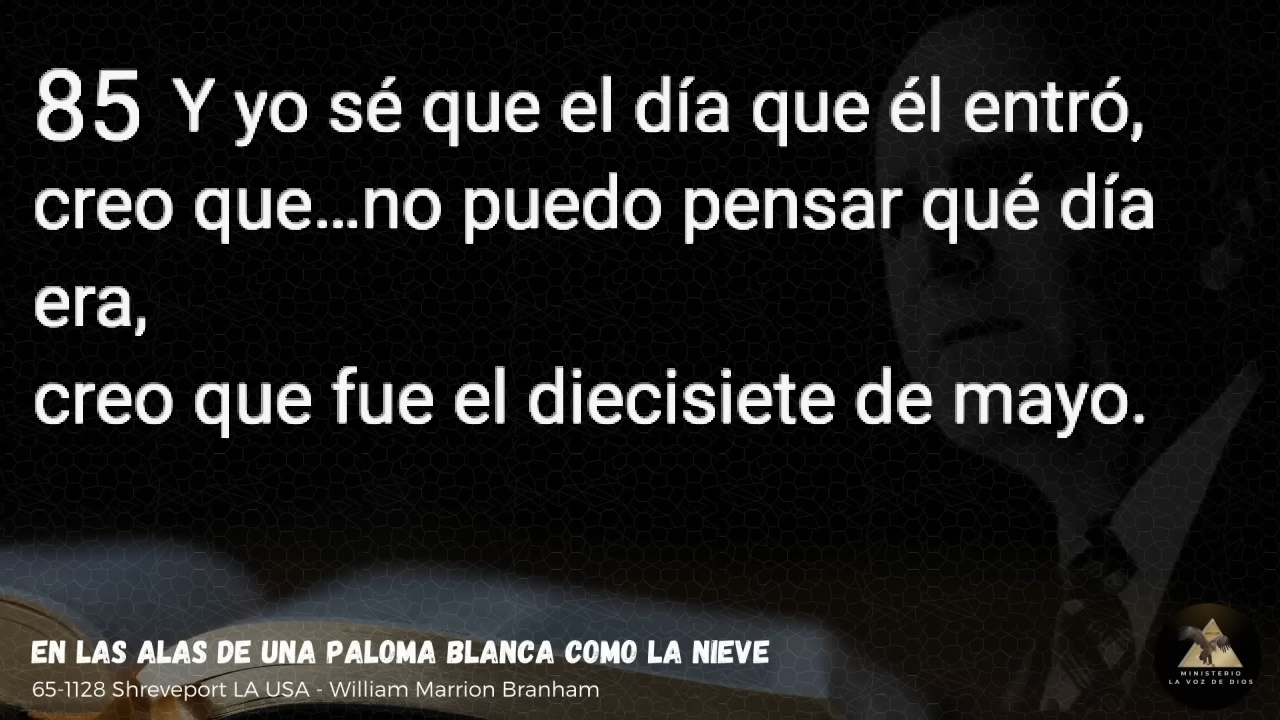 85 Y yo sé que el día que él entró,
creo que...no puedo pensar qué día
era,
creo que fue el diecisiete de mayo.
EN LAS ALAS DE UNA PALOMA BLANCA COMO LA NIEVE
65-1128 Shreveport LA USA - William Marrion Branham
MINISTERIO
LA VOZ DE DIOS